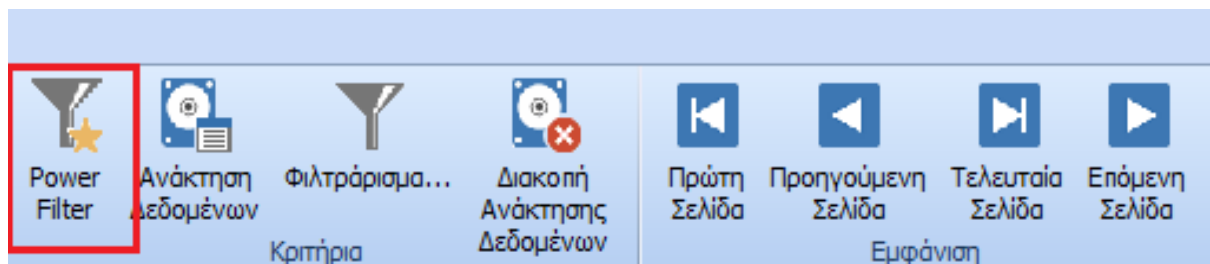 Power
Filter
Ανάκτηση
Δεδομένων
Φιλτράρισμα...
Διακοπή
Ανάκτησης
Δεδομένων
Κριτήρια
Πρώτη
Σελίδα
Προηγούμενη
Σελίδα
Τελευταία
Σελίδα
Επόμενη
Σελίδα
Εμφάνιση